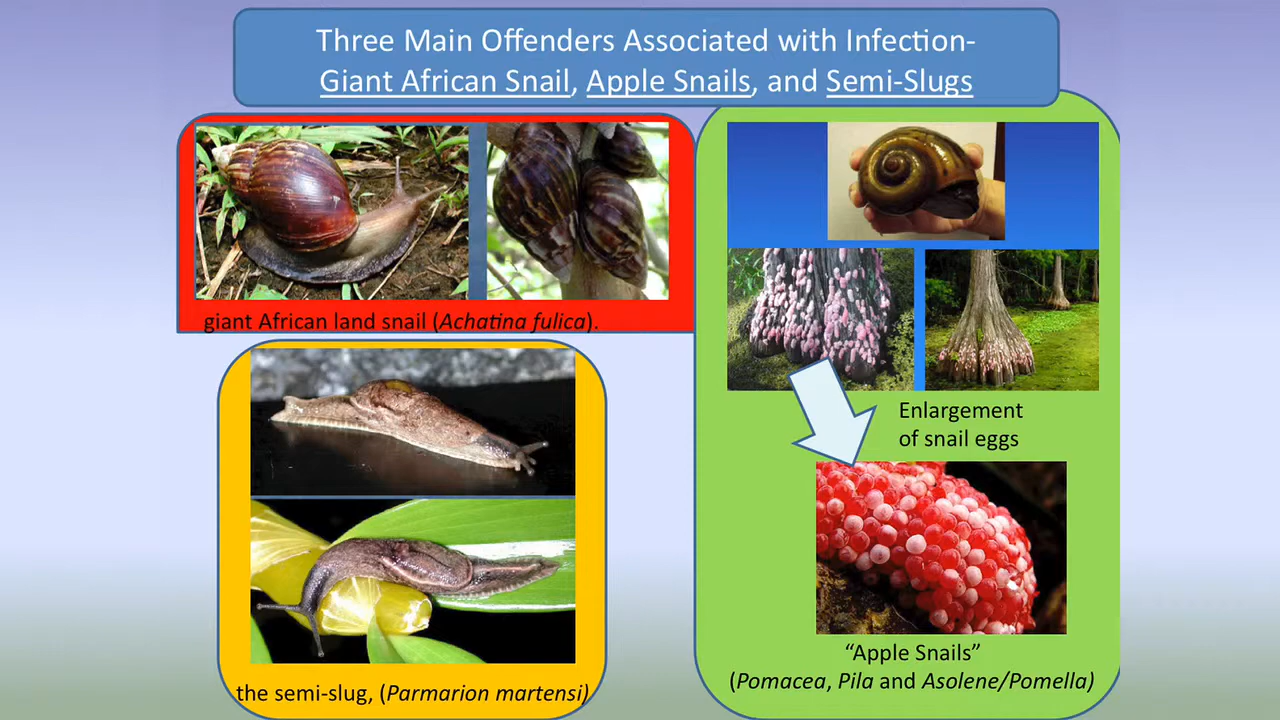 Three Main Offenders Associated with Infection-
Giant African Snail, Apple Snails, and Semi-Slugs
giant African land snail (Achatina fulica).
the semi-slug, (Parmarion martensi)
Enlargement
of snail eggs
“Apple Snails”
(Pomacea, Pila and Asolene/Pomella)